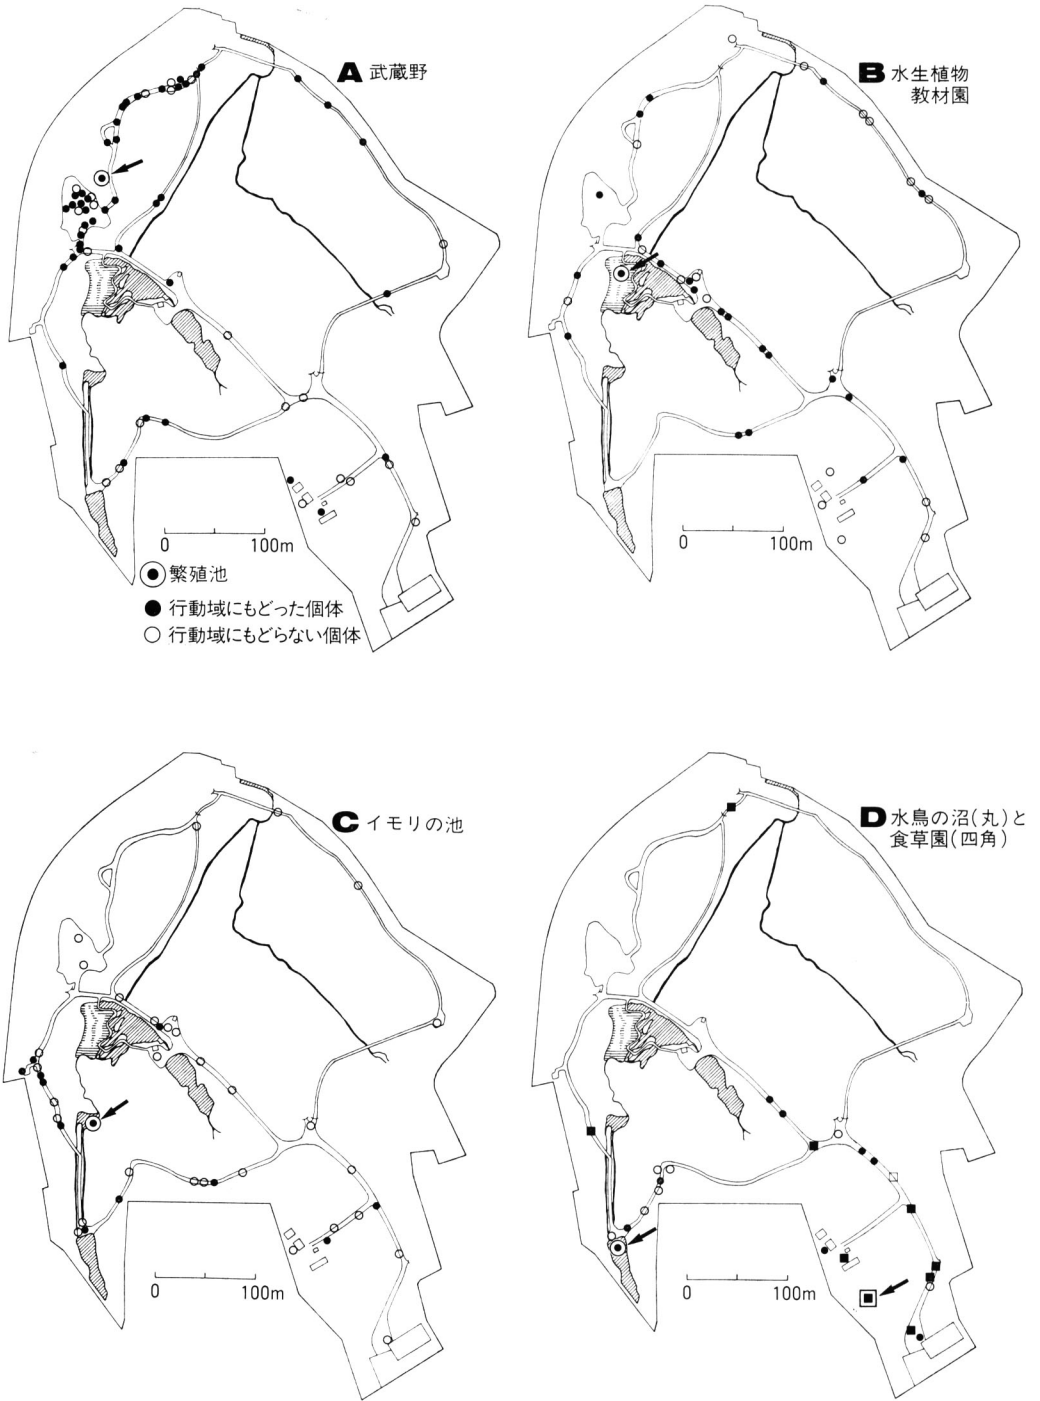 A 武蔵野
B 水生植物
教材園
0 100m
0 100m
繁殖池
行動域にもどった個体
行動域にもどらない個体
C イモリの池
D 水鳥の沼(丸)と
食草園(四角)
0 100m
0 100m